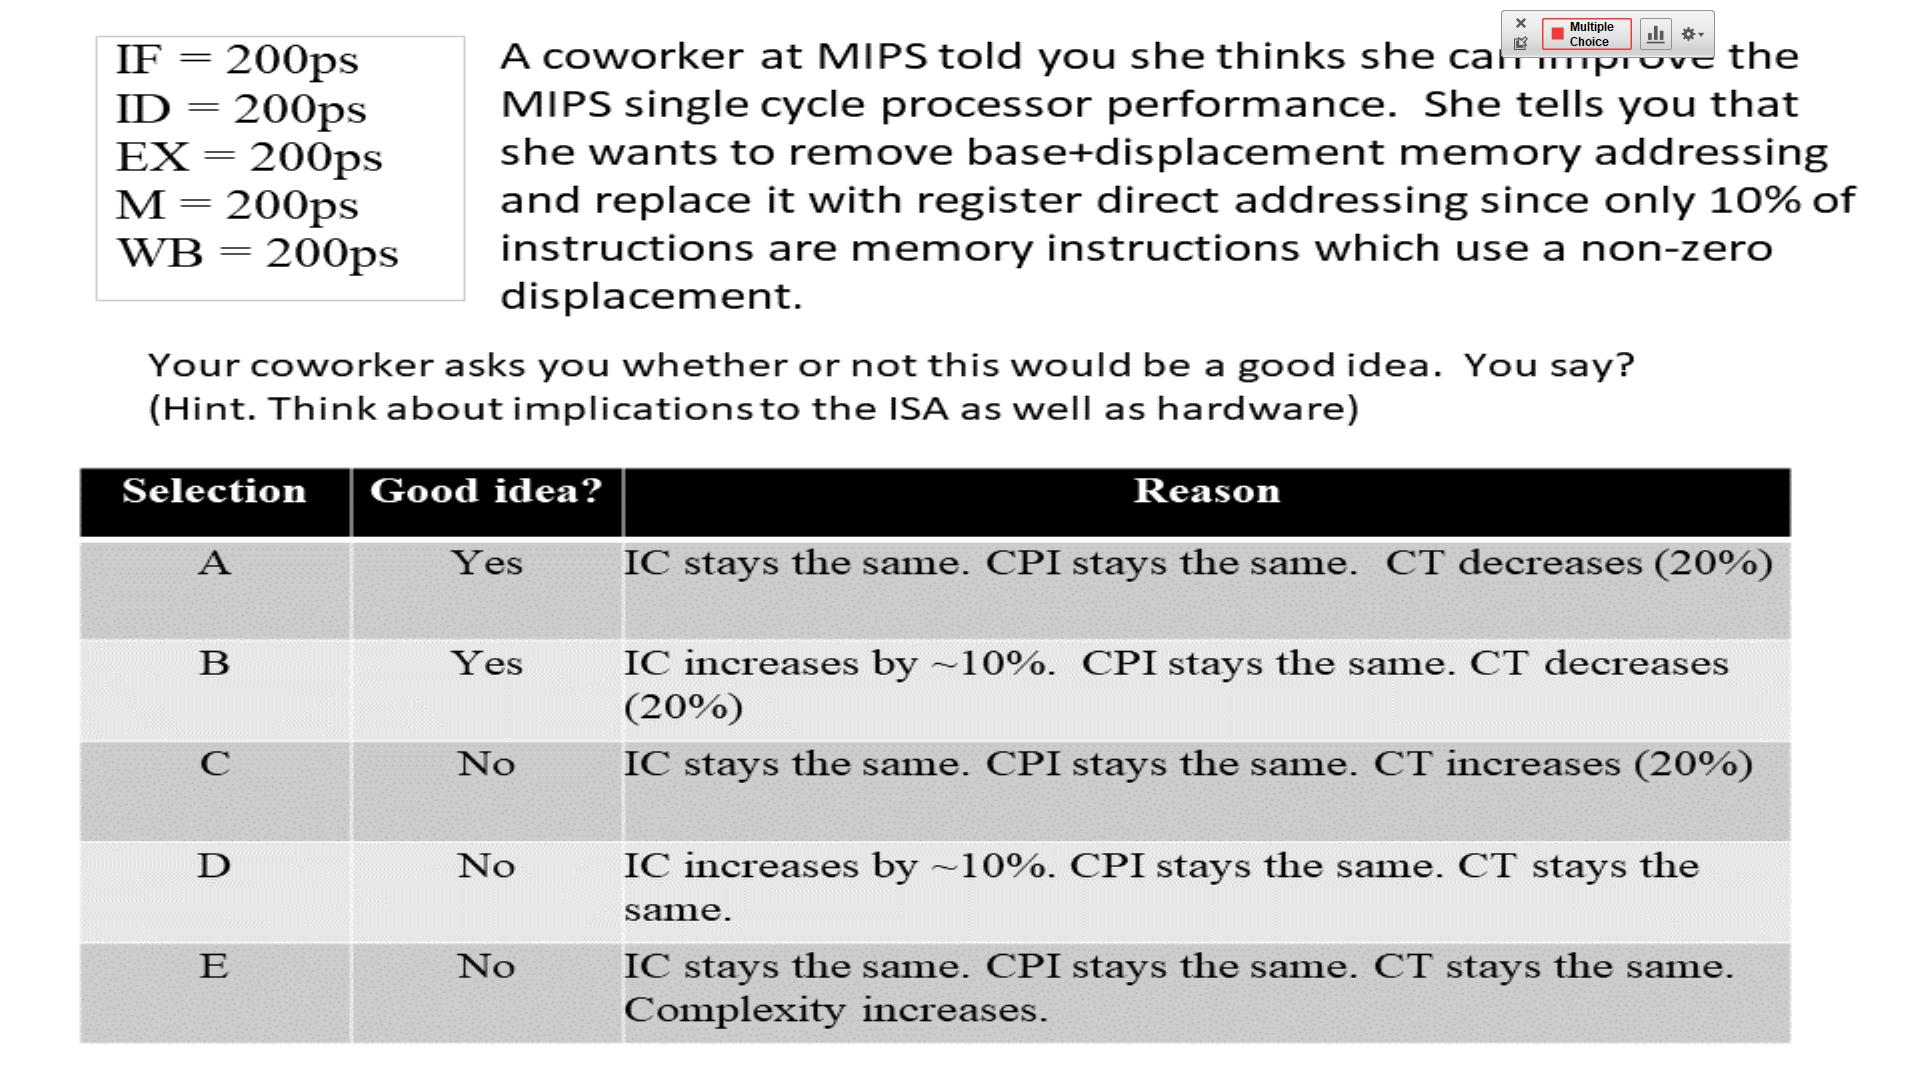 Multiple
Choice
IF = 200ps
ID = 200ps
EX = 200ps
M = 200ps
WB = 200ps
A coworker at MIPS told you she thinks she can improve the
MIPS single cycle processor performance. She tells you that
she wants to remove base+displacement memory addressing
and replace it with register direct addressing since only 10% of
instructions are memory instructions which use a non-zero
displacement.
Your coworker asks you whether or not this would be a good idea. You say?
(Hint. Think about implications to the ISA as well as hardware)
Selection Good idea? Reason
A Yes IC stays the same. CPI stays the same. CT decreases (20%)
B Yes IC increases by ~10%. CPI stays the same. CT decreases
(20%)
C No IC stays the same. CPI stays the same. CT increases (20%)
D No IC increases by ~10%. CPI stays the same. CT stays the
same.
E No IC stays the same. CPI stays the same. CT stays the same.
Complexity increases.